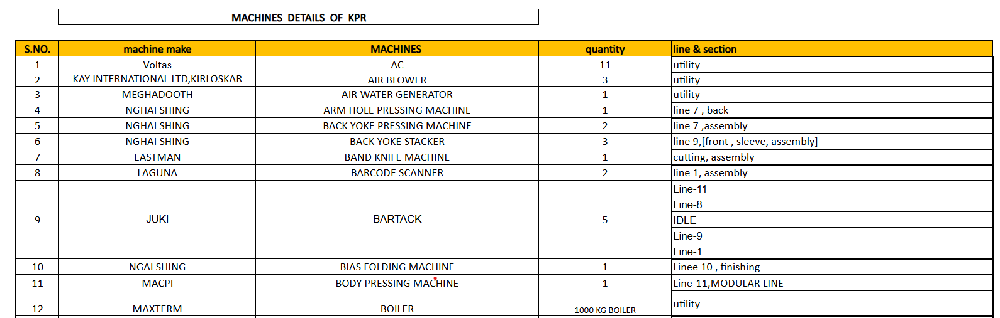 MACHINES DETAILS OF KPR
S.NO. machine make MACHINES quantity line & section
1 Voltas AC 11 utility
2 KAY INTERNATIONAL LTD,KIRLOSKAR AIR BLOWER 3 utility
3 MEGHADOOTH AIR WATER GENERATOR 1 utility
4 NGHAI SHING ARM HOLE PRESSING MACHINE 1 line 7 , back
5 NGHAI SHING BACK YOKE PRESSING MACHINE 2 line 7 ,assembly
6 NGHAI SHING BACK YOKE STACKER 3 line 9,[front , sleeve, assembly]
7 EASTMAN BAND KNIFE MACHINE 1 cutting, assembly
8 LAGUNA BARCODE SCANNER 2 line 1, assembly
9 JUKI BARTACK 5 Line-11
Line-8
IDLE
Line-9
Line-1
10 NGAI SHING BIAS FOLDING MACHINE 1 Linee 10 , finishing
11 MACPI BODY PRESSING MACHINE 1 Line-11,MODULAR LINE
12 MAXTERM BOILER 1000 KG BOILER utility